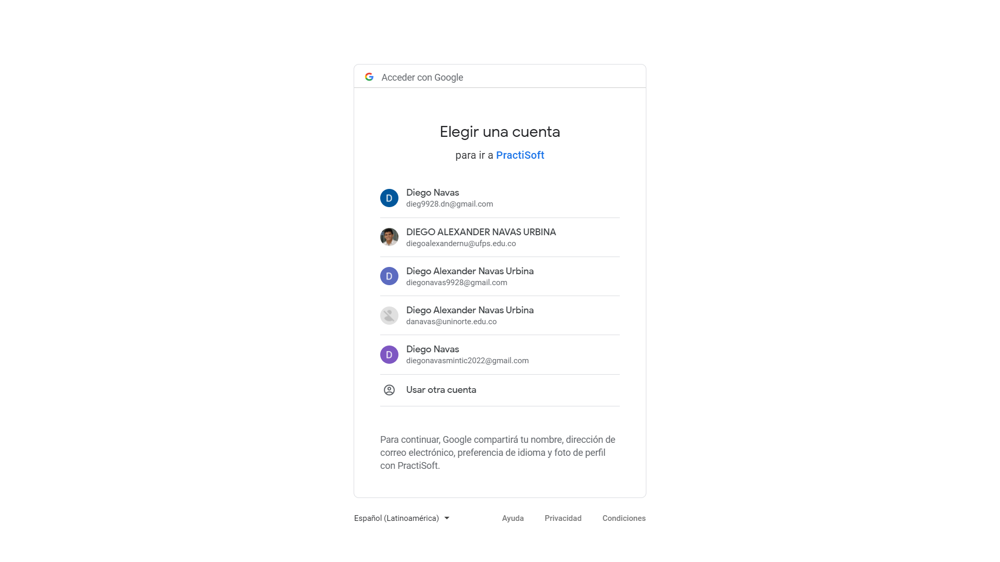 Acceder con Google
Elegir una cuenta
para ir a PractiSoft
D
Diego Navas
dieg9928.dn@gmail.com
DIEGO ALEXANDER NAVAS URBINA
diegoalexandernu@ufps.edu.co
D
Diego Alexander Navas Urbina
diegonavas9928@gmail.com
Diego Alexander Navas Urbina
danavas@uninorte.edu.co
D
Diego Navas
diegonavasmintic2022@gmail.com
Usar otra cuenta
Para continuar, Google compartirá tu nombre, dirección de
correo electrónico, preferencia de idioma y foto de perfil
con PractiSoft.
Español (Latinoamérica) Ayuda Privacidad Condiciones